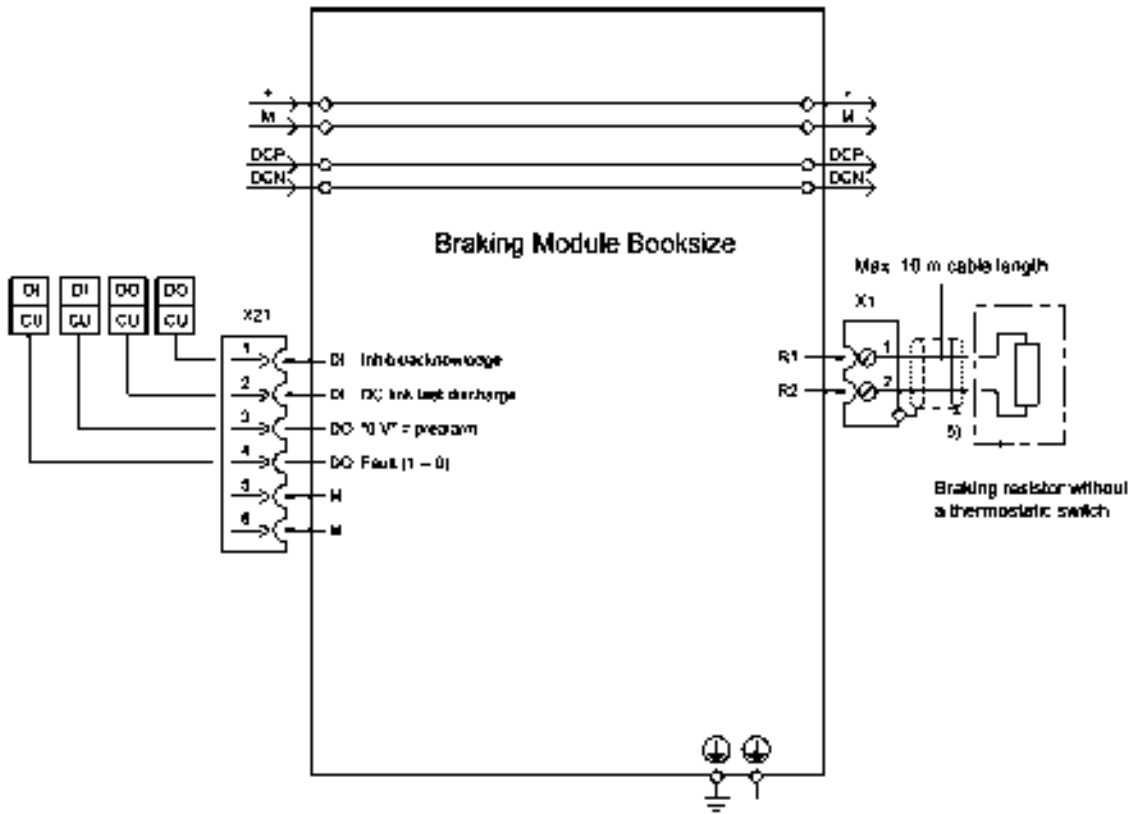 + +
M M
DCP DCP
DCN DCN
Braking Module Booksize
Max. 10 m cable length
DI DI DO DO
CU CU CU CU
X21 X1
1 DI
2 DI DC link fast discharge
3 DO "0 V" = prealarm
4 DO Fault (1 – 0)
5 M
6 M
R1 1
R2 2
5)
Braking resistor without
a thermostatic switch